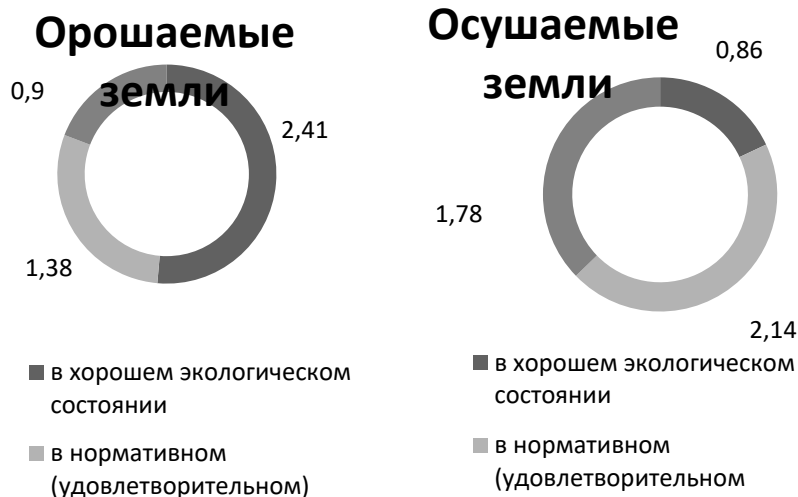 Орошаемые
земли
0,9
2,41
1,38
в хорошем экологическом
состоянии
в нормативном
(удовлетворительном)
Осушаемые
земли
0,86
1,78
2,14
в хорошем экологическом
состоянии
в нормативном
(удовлетворительном